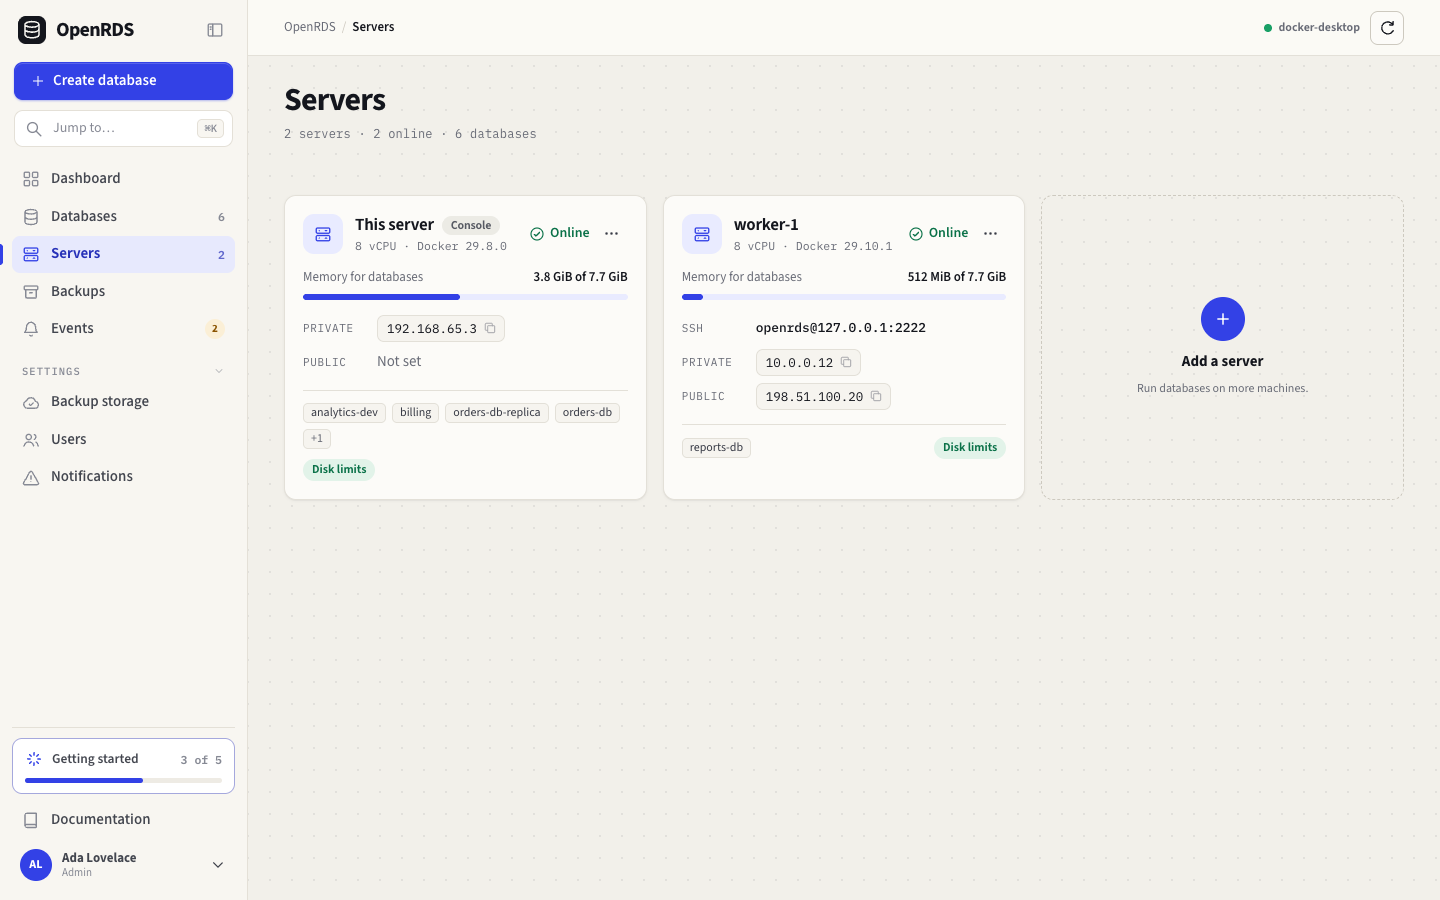 OpenRDS
Create database
Jump to…
⌘K
Dashboard
Databases 6
Servers 2
Backups
Events 2
SETTINGS
Backup storage
Users
Notifications
Getting started 3 of 5
Documentation
AL
Ada Lovelace
Admin
OpenRDS / Servers
docker-desktop
Servers
2 servers · 2 online · 6 databases
This server Console
8 vCPU · Docker 29.8.0
Online
Memory for databases 3.8 GiB of 7.7 GiB
PRIVATE 192.168.65.3
PUBLIC Not set
analytics-dev billing orders-db-replica orders-db
+1
Disk limits
worker-1
8 vCPU · Docker 29.10.1
Online
Memory for databases 512 MiB of 7.7 GiB
SSH openrds@127.0.0.1:2222
PRIVATE 10.0.0.12
PUBLIC 198.51.100.20
reports-db Disk limits
Add a server
Run databases on more machines.